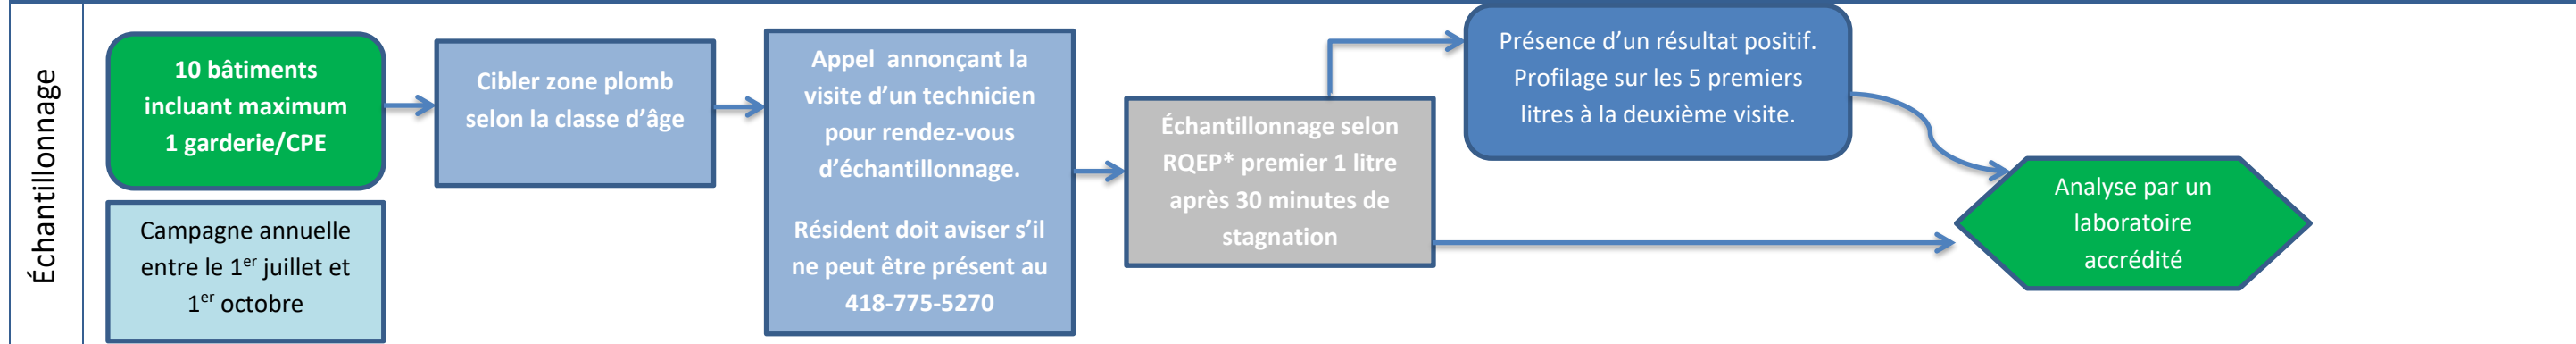 Échantillonnage
10 bâtiments
incluant maximum
1 garderie/CPE
Campagne annuelle
entre le 1er juillet et
1er octobre
Cibler zone plomb
selon la classe d’âge
Appel  annonçant la
visite d’un technicien
pour rendez-vous
d’échantillonnage.
Résident doit aviser s’il
ne peut être présent au
418-775-5270
Échantillonnage selon
RQEP* premier 1 litre
après 30 minutes de
stagnation
Présence d’un résultat positif.
Profilage sur les 5 premiers
litres à la deuxième visite.
Analyse par un
laboratoire
accrédité